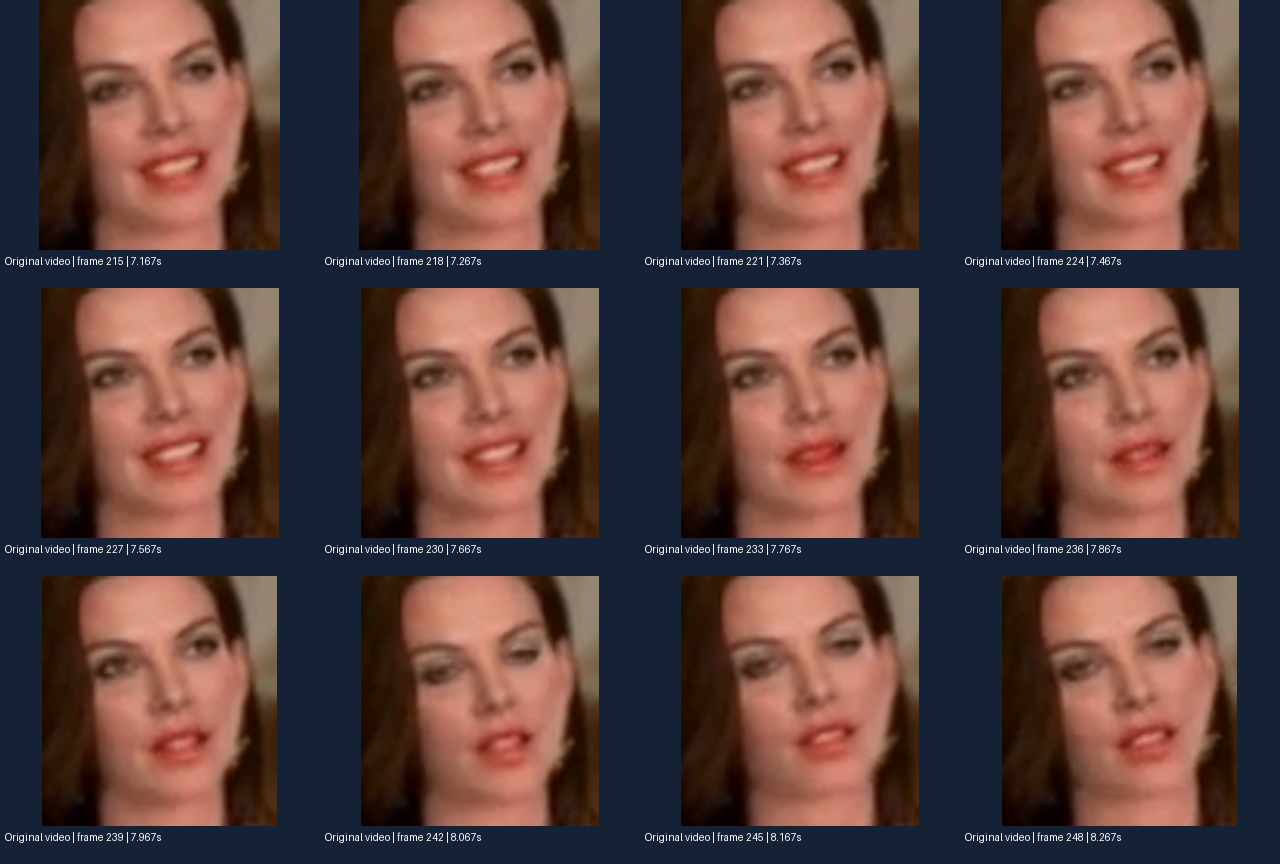 Original video | frame 215 | 7.167s
Original video | frame 218 | 7.267s
Original video | frame 221 | 7.367s
Original video | frame 224 | 7.467s
Original video | frame 227 | 7.567s
Original video | frame 230 | 7.667s
Original video | frame 233 | 7.767s
Original video | frame 236 | 7.867s
Original video | frame 239 | 7.967s
Original video | frame 242 | 8.067s
Original video | frame 245 | 8.167s
Original video | frame 248 | 8.267s